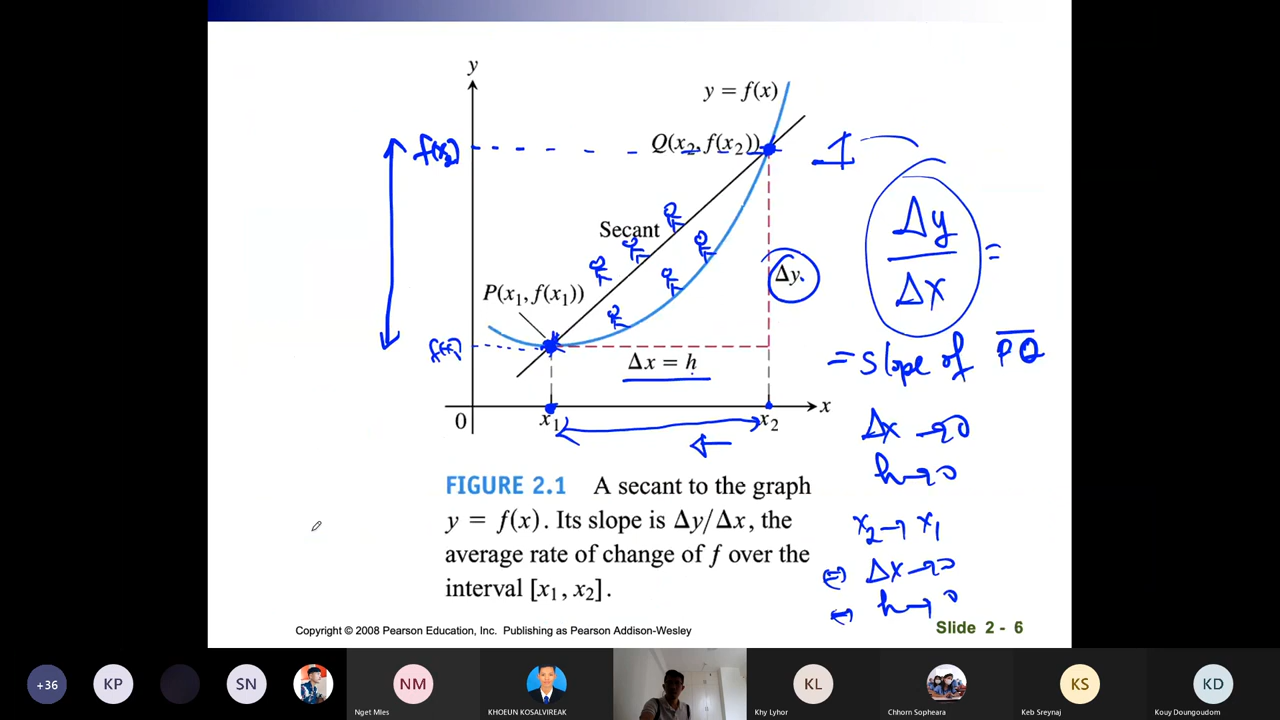 y
y = f(x)
f(x₂)
Q(x₂, f(x₂))
Δy
Δx
=
Secant
Δy
P(x₁, f(x₁))
f(x₁)
= slope of PQ
Δx = h
0
x₁
x₂
x
Δx → 0
h → 0
FIGURE 2.1 A secant to the graph
y = f(x). Its slope is Δy/Δx, the
average rate of change of f over the
interval [x₁, x₂].
x₂ → x₁
⇔ Δx → 0
⇔ h → 0
Copyright © 2008 Pearson Education, Inc. Publishing as Pearson Addison-Wesley
Slide 2 - 6
+36
KP
SN
NM
KL
KS
KD
Nget Mles
KHOEUN KOSALVIREAK
Khy Lyhor
Chhorn Sopheara
Keb Sreynaj
Kouy Doungoudom